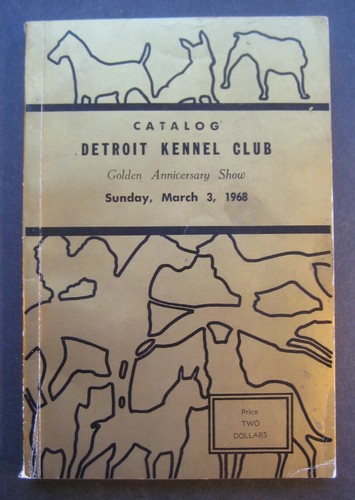 CATALOG
DETROIT KENNEL CLUB
Golden Anniversary Show
Sunday, March 3, 1968
Price
TWO
DOLLARS